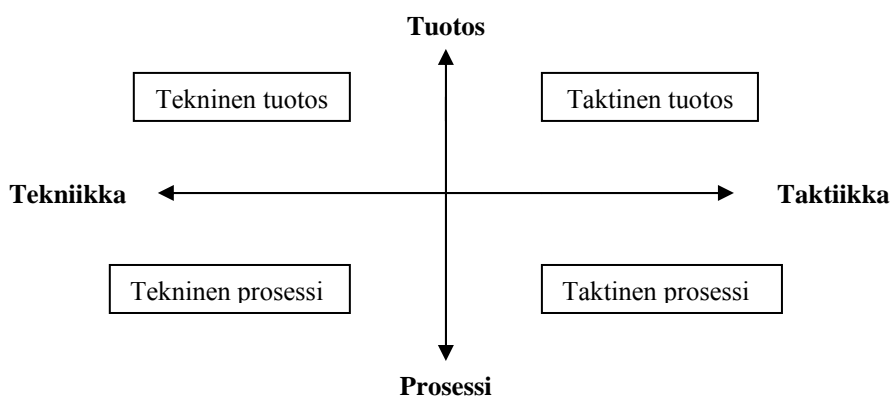 Tuotos
Tekninen tuotos
Taktinen tuotos
Tekniikka
Taktiikka
Tekninen prosessi
Taktinen prosessi
Prosessi